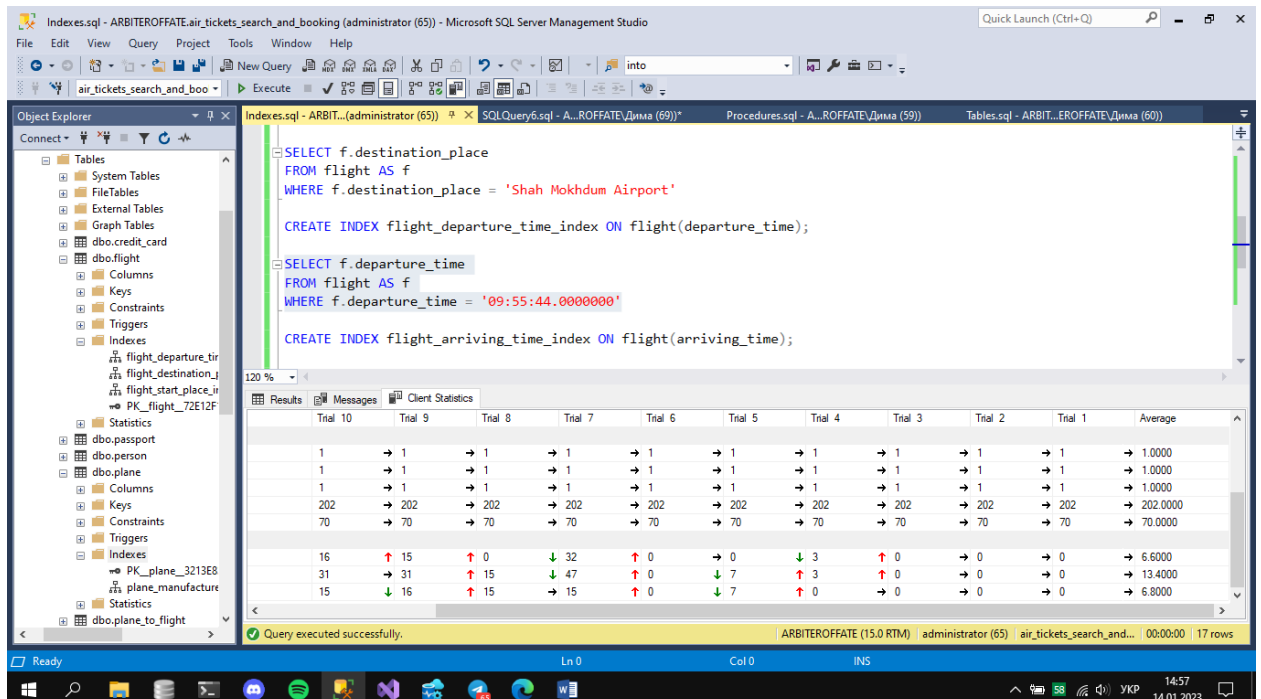 Indexes.sql - ARBITEROFFATE.air_tickets_search_and_booking (administrator (65)) - Microsoft SQL Server Management Studio
Quick Launch (Ctrl+Q)
File Edit View Query Project Tools Window Help
New Query MDX DMX XMLA DAX into
air_tickets_search_and_boo Execute
Object Explorer
Indexes.sql - ARBIT...(administrator (65)) SQLQuery6.sql - A...ROFFATE\Дима (69))* Procedures.sql - A...ROFFATE\Дима (59)) Tables.sql - ARBIT...EROFFATE\Дима (60))
Connect
Tables
System Tables
FileTables
External Tables
Graph Tables
dbo.credit_card
dbo.flight
Columns
Keys
Constraints
Triggers
Indexes
flight_departure_tir
flight_destination_p
flight_start_place_ir
PK__flight__72E12F
Statistics
dbo.passport
dbo.person
dbo.plane
Columns
Keys
Constraints
Triggers
Indexes
PK__plane__3213E8
plane_manufacture
Statistics
dbo.plane_to_flight
SELECT f.destination_place
FROM flight AS f
WHERE f.destination_place = 'Shah Mokhdum Airport'
CREATE INDEX flight_departure_time_index ON flight(departure_time);
SELECT f.departure_time
FROM flight AS f
WHERE f.departure_time = '09:55:44.0000000'
CREATE INDEX flight_arriving_time_index ON flight(arriving_time);
120 %
Results Messages Client Statistics
Trial 10 Trial 9 Trial 8 Trial 7 Trial 6 Trial 5 Trial 4 Trial 3 Trial 2 Trial 1 Average
1 → 1 → 1 → 1 → 1 → 1 → 1 → 1 → 1 → 1 → 1.0000
1 → 1 → 1 → 1 → 1 → 1 → 1 → 1 → 1 → 1 → 1.0000
1 → 1 → 1 → 1 → 1 → 1 → 1 → 1 → 1 → 1 → 1.0000
202 → 202 → 202 → 202 → 202 → 202 → 202 → 202 → 202 → 202 → 202.0000
70 → 70 → 70 → 70 → 70 → 70 → 70 → 70 → 70 → 70 → 70.0000
16 ↑ 15 ↑ 0 ↓ 32 ↑ 0 → 0 ↓ 3 ↑ 0 → 0 → 0 → 6.6000
31 → 31 ↑ 15 ↓ 47 ↑ 0 ↓ 7 ↑ 3 ↑ 0 → 0 → 0 → 13.4000
15 ↓ 16 ↑ 15 → 15 ↑ 0 ↓ 7 ↑ 0 → 0 → 0 → 0 → 6.8000
Query executed successfully. ARBITEROFFATE (15.0 RTM) administrator (65) air_tickets_search_and... 00:00:00 17 rows
Ready Ln 0 Col 0 INS
58 УКР 14:57
14.01.2023